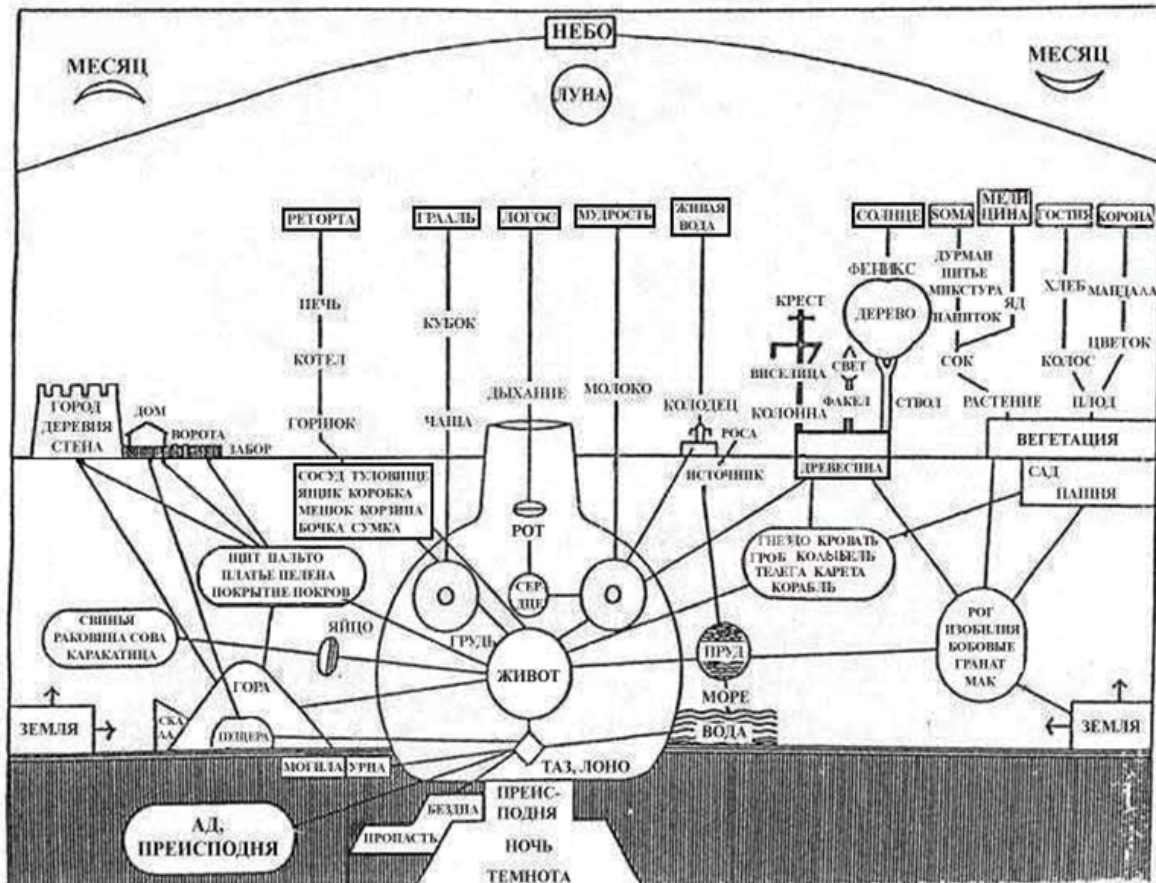 НЕБО
МЕСЯЦ
МЕСЯЦ
ЛУНА
РЕТОРТА
ГРААЛЬ
ЛОГОС
МУДРОСТЬ
ЖИВАЯ
ВОДА
СОЛНЦЕ
SOMA
МЕДИ
ЦИНА
ГОСТИЯ
КОРОНА
ПЕЧЬ
КОТЕЛ
ГОРШОК
КУБОК
ЧАША
ДЫХАНИЕ
МОЛОКО
КОЛОДЕЦ
РОСА
ИСТОЧНИК
КРЕСТ
ВИСЕЛИЦА
КОЛОННА
ФЕНИКС
ДЕРЕВО
СВЕТ
ФАКЕЛ
СТВОЛ
ДРЕВЕСИНА
ДУРМАН
ПИТЬЕ
МИКСТУРА
НАПИТОК
ЯД
СОК
РАСТЕНИЕ
ХЛЕБ
КОЛОС
МАНДАЛА
ЦВЕТОК
ПЛОД
ВЕГЕТАЦИЯ
САД
ПАШНЯ
ГОРОД
ДЕРЕВНЯ
СТЕНА
ДОМ
ВОРОТА
ЗАБОР
СОСУД ТУЛОВИЩЕ
ЯЩИК КОРОБКА
МЕШОК КОРЗИНА
БОЧКА СУМКА
РОТ
СЕР
ДЦЕ
ЩИТ ПАЛЬТО
ПЛАТЬЕ ПЕЛЕНА
ПОКРЫТИЕ ПОКРОВ
ГНЕЗДО КРОВАТЬ
ГРОБ КОЛЫБЕЛЬ
ТЕЛЕГА КАРЕТА
КОРАБЛЬ
СВИНЬЯ
РАКОВИНА СОВА
КАРАКАТИЦА
ЯЙЦО
ГРУДЬ
ЖИВОТ
ПРУД
РОГ
ИЗОБИЛИЯ
БОБОВЫЕ
ГРАНАТ
МАК
ГОРА
СКА
ЛА
ПЕЩЕРА
МОРЕ
ВОДА
ЗЕМЛЯ
ЗЕМЛЯ
МОГИЛА
УРНА
ТАЗ, ЛОНО
АД,
ПРЕИСПОДНЯ
БЕЗДНА
ПРОПАСТЬ
ПРЕИС-
ПОДНЯ
НОЧЬ
ТЕМНОТА